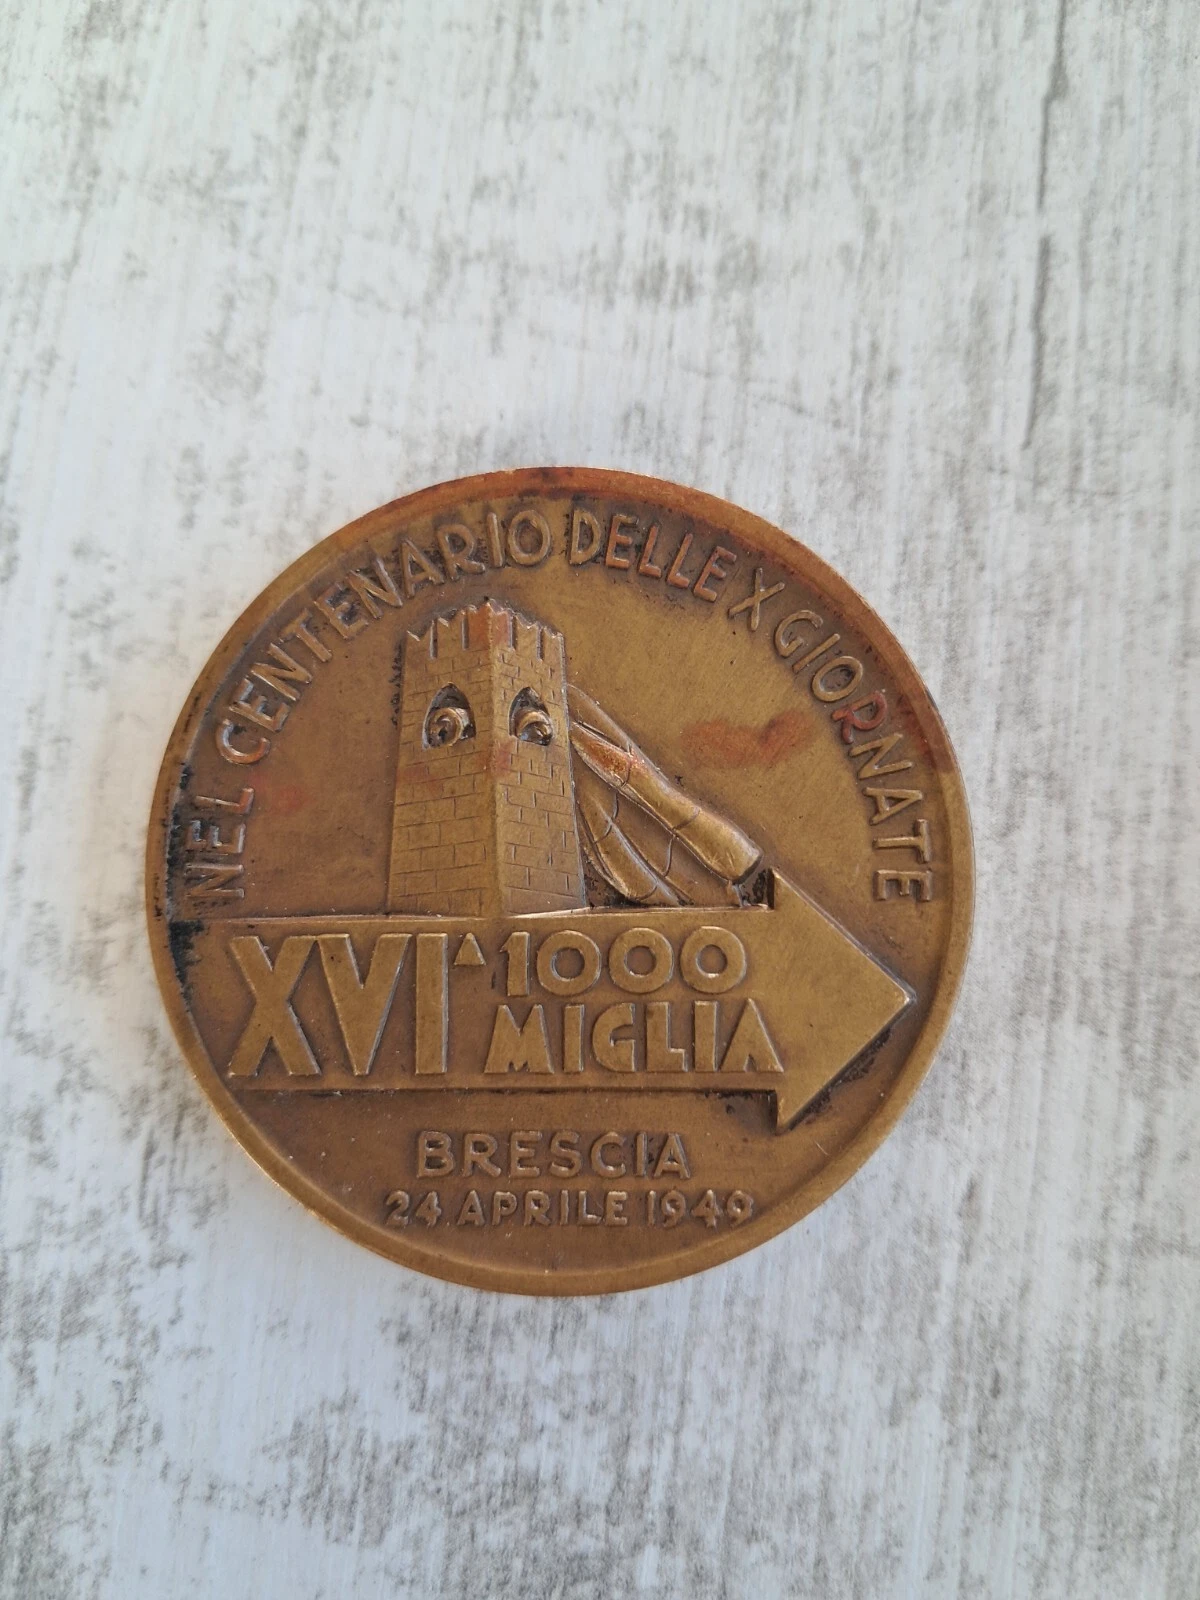 NEL CENTENARIO DELLE X GIORNATE
XVIᴬ 1000
MIGLIA
BRESCIA
24 APRILE 1949